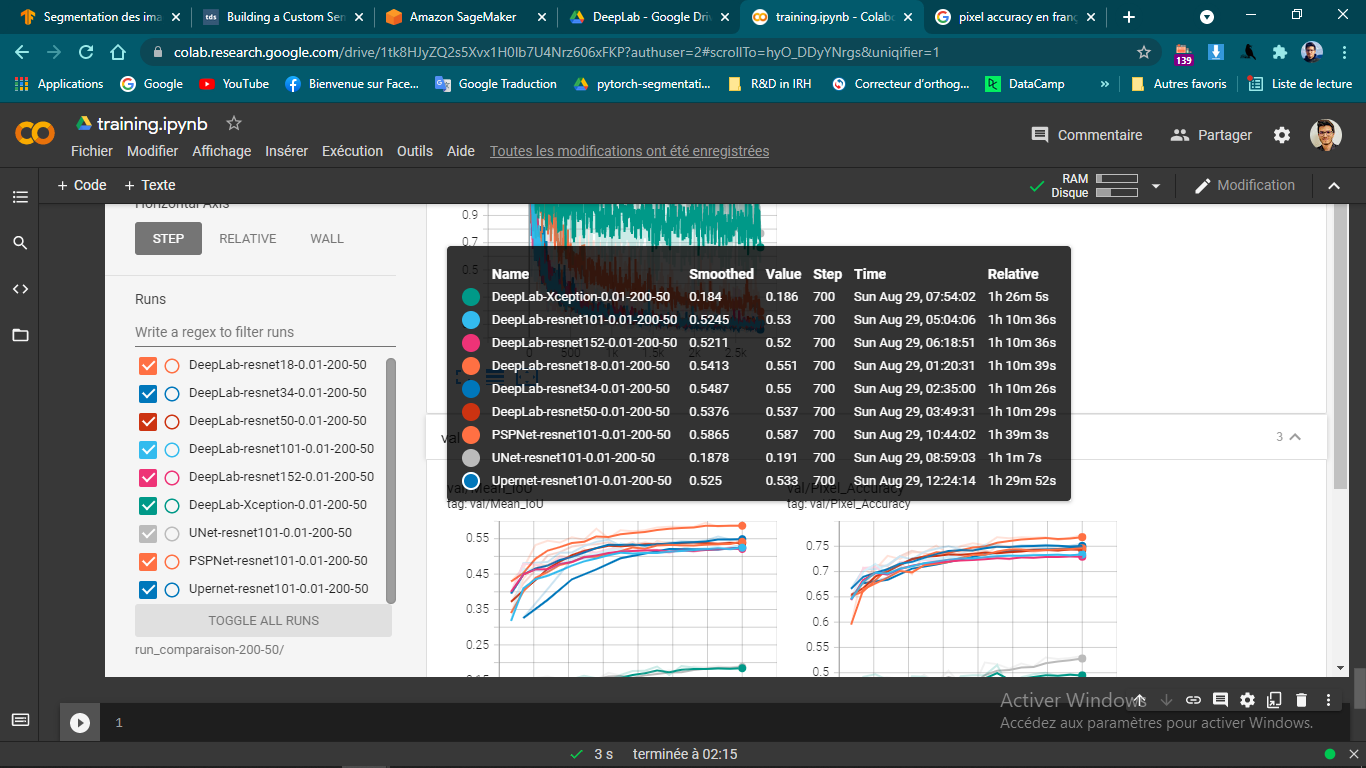 Segmentation des ima
Building a Custom Ser
Amazon SageMaker
DeepLab - Google Dri
training.ipynb - Colab
pixel accuracy en franç
colab.research.google.com/drive/1tk8HJyZQ2s5Xvx1H0Ib7U4Nrz606xFKP?authuser=2#scrollTo=hyO_DDyYNrgs&uniqifier=1
139
Applications
Google
YouTube
Bienvenue sur Face...
Google Traduction
pytorch-segmentati...
R&D in IRH
Correcteur d'orthog...
DataCamp
»
Autres favoris
Liste de lecture
training.ipynb
Commentaire
Partager
Fichier Modifier Affichage Insérer Exécution Outils Aide Toutes les modifications ont été enregistrées
+ Code + Texte
RAM
Disque
Modification
Horizontal Axis
STEP RELATIVE WALL
Runs
Write a regex to filter runs
DeepLab-resnet18-0.01-200-50
DeepLab-resnet34-0.01-200-50
DeepLab-resnet50-0.01-200-50
DeepLab-resnet101-0.01-200-50
DeepLab-resnet152-0.01-200-50
DeepLab-Xception-0.01-200-50
UNet-resnet101-0.01-200-50
PSPNet-resnet101-0.01-200-50
Upernet-resnet101-0.01-200-50
TOGGLE ALL RUNS
run_comparaison-200-50/
0.9
0.7
0.5
0 500 1k 1.5k 2k 2.5k
Name Smoothed Value Step Time Relative
DeepLab-Xception-0.01-200-50 0.184 0.186 700 Sun Aug 29, 07:54:02 1h 26m 5s
DeepLab-resnet101-0.01-200-50 0.5245 0.53 700 Sun Aug 29, 05:04:06 1h 10m 36s
DeepLab-resnet152-0.01-200-50 0.5211 0.52 700 Sun Aug 29, 06:18:51 1h 10m 36s
DeepLab-resnet18-0.01-200-50 0.5413 0.551 700 Sun Aug 29, 01:20:31 1h 10m 39s
DeepLab-resnet34-0.01-200-50 0.5487 0.55 700 Sun Aug 29, 02:35:00 1h 10m 26s
DeepLab-resnet50-0.01-200-50 0.5376 0.537 700 Sun Aug 29, 03:49:31 1h 10m 29s
PSPNet-resnet101-0.01-200-50 0.5865 0.587 700 Sun Aug 29, 10:44:02 1h 39m 3s
UNet-resnet101-0.01-200-50 0.1878 0.191 700 Sun Aug 29, 08:59:03 1h 1m 7s
Upernet-resnet101-0.01-200-50 0.525 0.533 700 Sun Aug 29, 12:24:14 1h 29m 52s
val
3
val/Mean_IoU
tag: val/Mean_IoU
0.55
0.45
0.35
0.25
0.15
val/Pixel_Accuracy
tag: val/Pixel_Accuracy
0.75
0.7
0.65
0.6
0.55
0.5
Activer Windows
Accédez aux paramètres pour activer Windows.
1
3 s terminée à 02:15